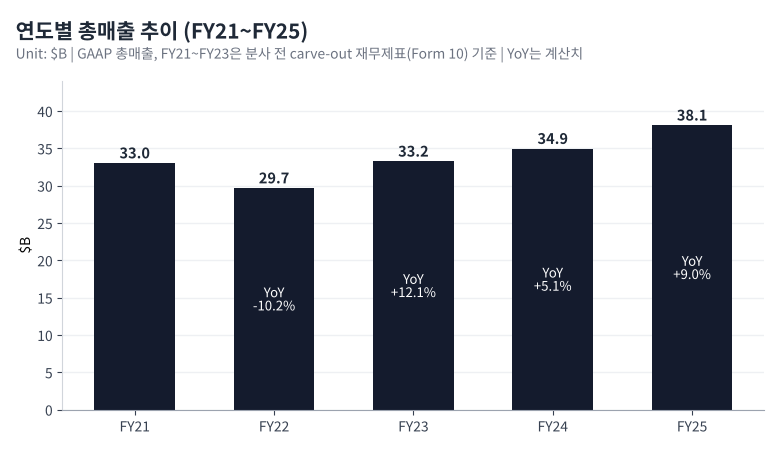 연도별 총매출 추이 (FY21~FY25)
Unit: $B | GAAP 총매출, FY21~FY23은 분사 전 carve-out 재무제표(Form 10) 기준 | YoY는 계산치
$B
40
35
30
25
20
15
10
5
0
33.0
29.7
33.2
34.9
38.1
YoY
-10.2%
YoY
+12.1%
YoY
+5.1%
YoY
+9.0%
FY21
FY22
FY23
FY24
FY25